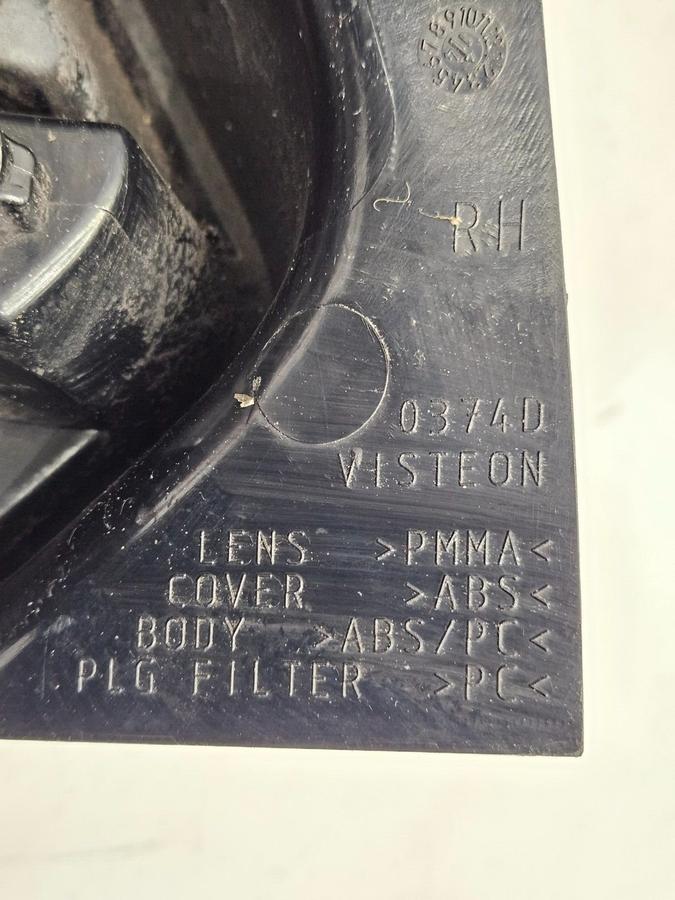 RH
0374D
VISTEON
LENS >PMMA<
COVER >ABS<
BODY >ABS/PC<
PLG FILTER >PC<